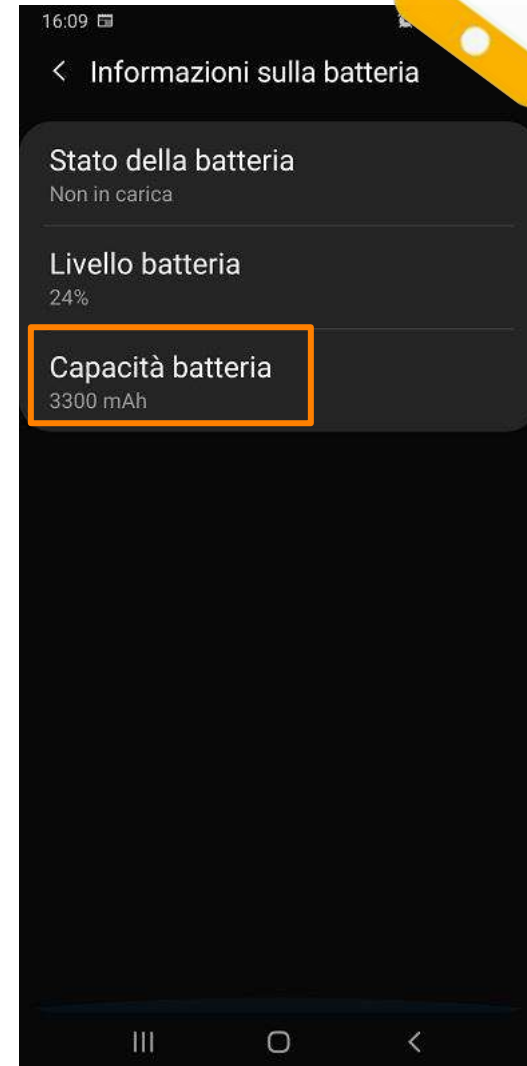 16:09
Informazioni sulla batteria
Stato della batteria
Non in carica
Livello batteria
24%
Capacità batteria
3300 mAh